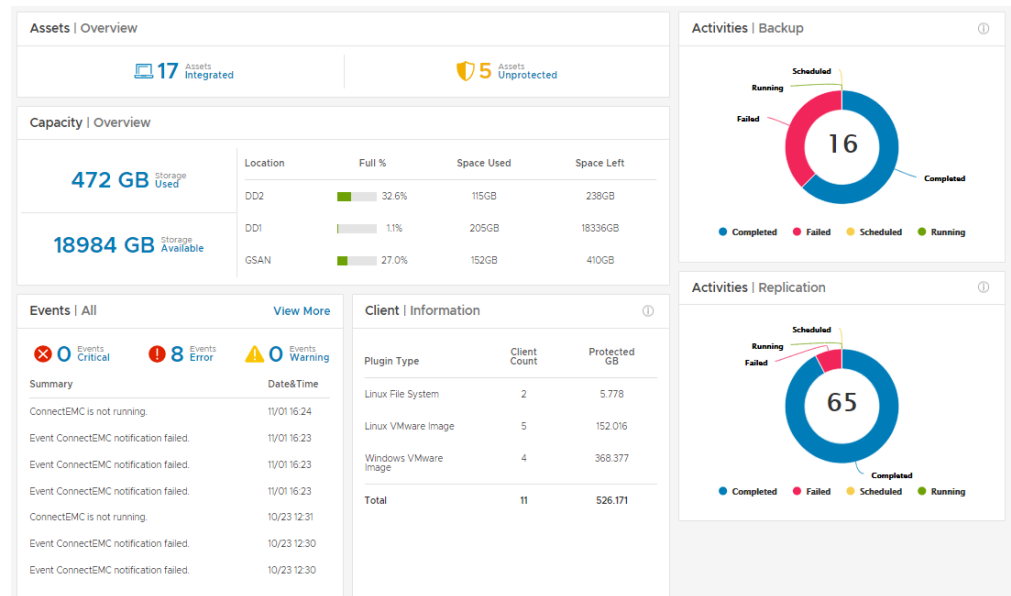 Assets | Overview
17 Assets Integrated
5 Assets Unprotected
Capacity | Overview
472 GB Storage Used
18984 GB Storage Available
Location Full % Space Used Space Left
DD2 32.6% 115GB 238GB
DD1 1.1% 205GB 18336GB
GSAN 27.0% 152GB 410GB
Events | All View More
0 Events Critical
8 Events Error
0 Events Warning
Summary Date&Time
ConnectEMC is not running. 11/01 16:24
Event ConnectEMC notification failed. 11/01 16:23
Event ConnectEMC notification failed. 11/01 16:23
Event ConnectEMC notification failed. 11/01 16:23
ConnectEMC is not running. 10/23 12:31
Event ConnectEMC notification failed. 10/23 12:30
Event ConnectEMC notification failed. 10/23 12:30
Client | Information
Plugin Type Client Count Protected GB
Linux File System 2 5.778
Linux VMware Image 5 152.016
Windows VMware Image 4 368.377
Total 11 526.171
Activities | Backup
Scheduled
Running
Failed
16
Completed
Completed Failed Scheduled Running
Activities | Replication
Scheduled
Running
Failed
65
Completed
Completed Failed Scheduled Running